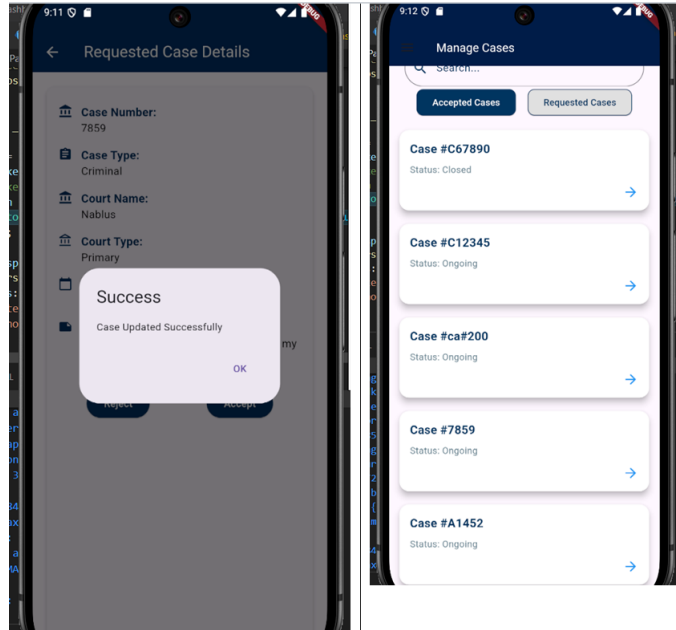 9:11
DEBUG
Requested Case Details
Case Number:
7859
Case Type:
Criminal
Court Name:
Nablus
Court Type:
Primary
Success
Case Updated Successfully
my
OK
Reject
Accept
9:12
Manage Cases
Search...
Accepted Cases
Requested Cases
Case #C67890
Status: Closed
Case #C12345
Status: Ongoing
Case #ca#200
Status: Ongoing
Case #7859
Status: Ongoing
Case #A1452
Status: Ongoing